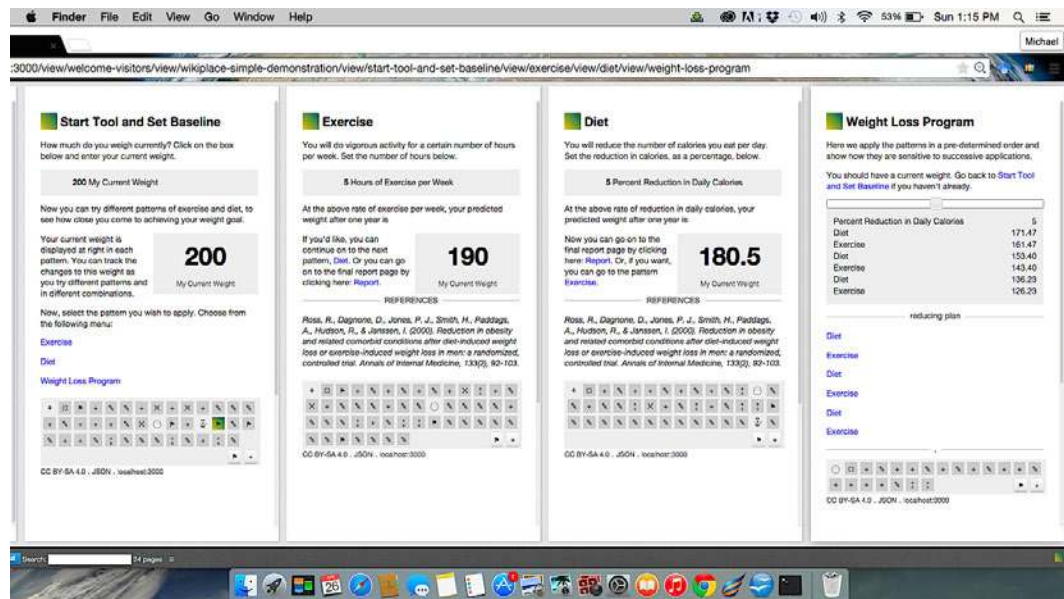 Finder File Edit View Go Window Help
53% Sun 1:15 PM
Michael
:3000/view/welcome-visitors/view/wikiplace-simple-demonstration/view/start-tool-and-set-baseline/view/exercise/view/diet/view/weight-loss-program
Start Tool and Set Baseline
How much do you weigh currently? Click on the box
below and enter your current weight.
200 My Current Weight
Now you can try different patterns of exercise and diet, to
see how close you come to achieving your weight goal.
Your current weight is
displayed at right in each
pattern. You can track the
changes to this weight as
you try different patterns and
in different combinations.
200
My Current Weight
Now, select the pattern you wish to apply. Choose from
the following menu:
Exercise
Diet
Weight Loss Program
CC BY-SA 4.0 . JSON . localhost:3000
Exercise
You will do vigorous activity for a certain number of hours
per week. Set the number of hours below.
5 Hours of Exercise per Week
At the above rate of exercise per week, your predicted
weight after one year is
If you'd like, you can
continue on to the next
pattern, Diet. Or you can go
on to the final report page by
clicking here: Report.
190
My Current Weight
REFERENCES
Ross, R., Dagnone, D., Jones, P. J., Smith, H., Paddags,
A., Hudson, R., & Janssen, I. (2000). Reduction in obesity
and related comorbid conditions after diet-induced weight
loss or exercise-induced weight loss in men: a randomized,
controlled trial. Annals of Internal Medicine, 133(2), 92-103.
CC BY-SA 4.0 . JSON . localhost:3000
Diet
You will reduce the number of calories you eat per day.
Set the reduction in calories, as a percentage, below.
5 Percent Reduction in Daily Calories
At the above rate of reduction in daily calories, your
predicted weight after one year is
Now you can go on to the
final report page by clicking
here: Report. Or, if you want,
you can go to the pattern
Exercise.
180.5
My Current Weight
REFERENCES
Ross, R., Dagnone, D., Jones, P. J., Smith, H., Paddags,
A., Hudson, R., & Janssen, I. (2000). Reduction in obesity
and related comorbid conditions after diet-induced weight
loss or exercise-induced weight loss in men: a randomized,
controlled trial. Annals of Internal Medicine, 133(2), 92-103.
CC BY-SA 4.0 . JSON . localhost:3000
Weight Loss Program
Here we apply the patterns in a pre-determined order and
show how they are sensitive to successive applications.
You should have a current weight. Go back to Start Tool
and Set Baseline if you haven't already.
Percent Reduction in Daily Calories 5
Diet 171.47
Exercise 161.47
Diet 153.40
Exercise 143.40
Diet 136.23
Exercise 126.23
reducing plan
Diet
Exercise
Diet
Exercise
Diet
Exercise
CC BY-SA 4.0 . JSON . localhost:3000
Search:
34 pages